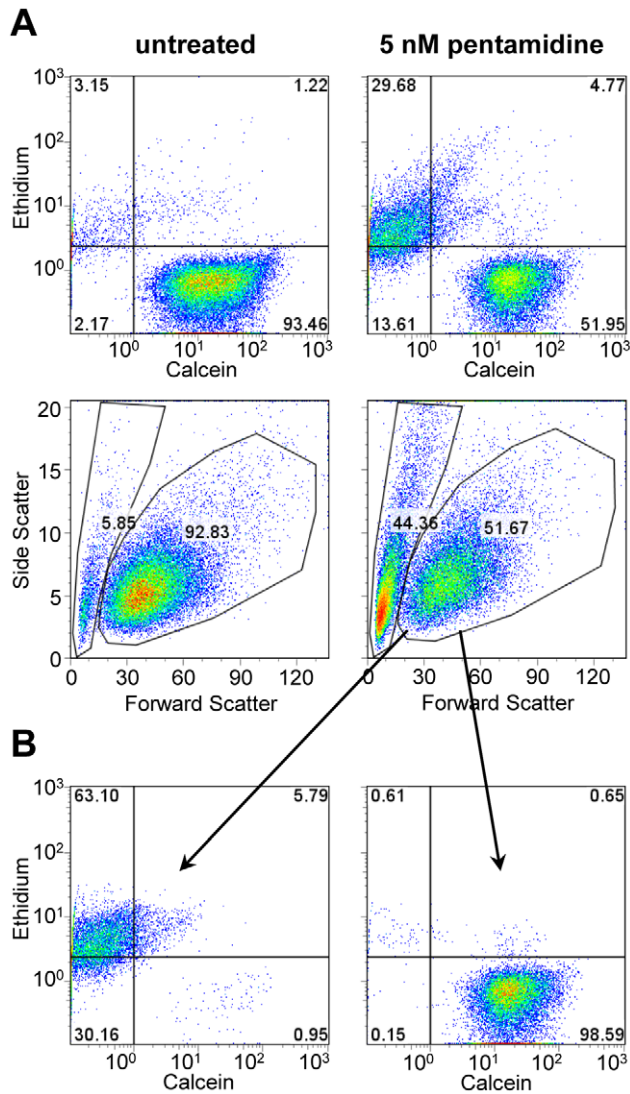 A
untreated 5 nM pentamidine
10³ 3.15 1.22 29.68 4.77
10²
10¹
10⁰
Ethidium
2.17 93.46 13.61 51.95
10⁰ 10¹ 10² 10³ 10⁰ 10¹ 10² 10³
Calcein Calcein
20
15
10
5
0
Side Scatter
5.85 92.83 44.36 51.67
0 30 60 90 120 0 30 60 90 120
Forward Scatter Forward Scatter
B
10³ 63.10 5.79 0.61 0.65
10²
10¹
10⁰
Ethidium
30.16 0.95 0.15 98.59
10⁰ 10¹ 10² 10³ 10⁰ 10¹ 10² 10³
Calcein Calcein